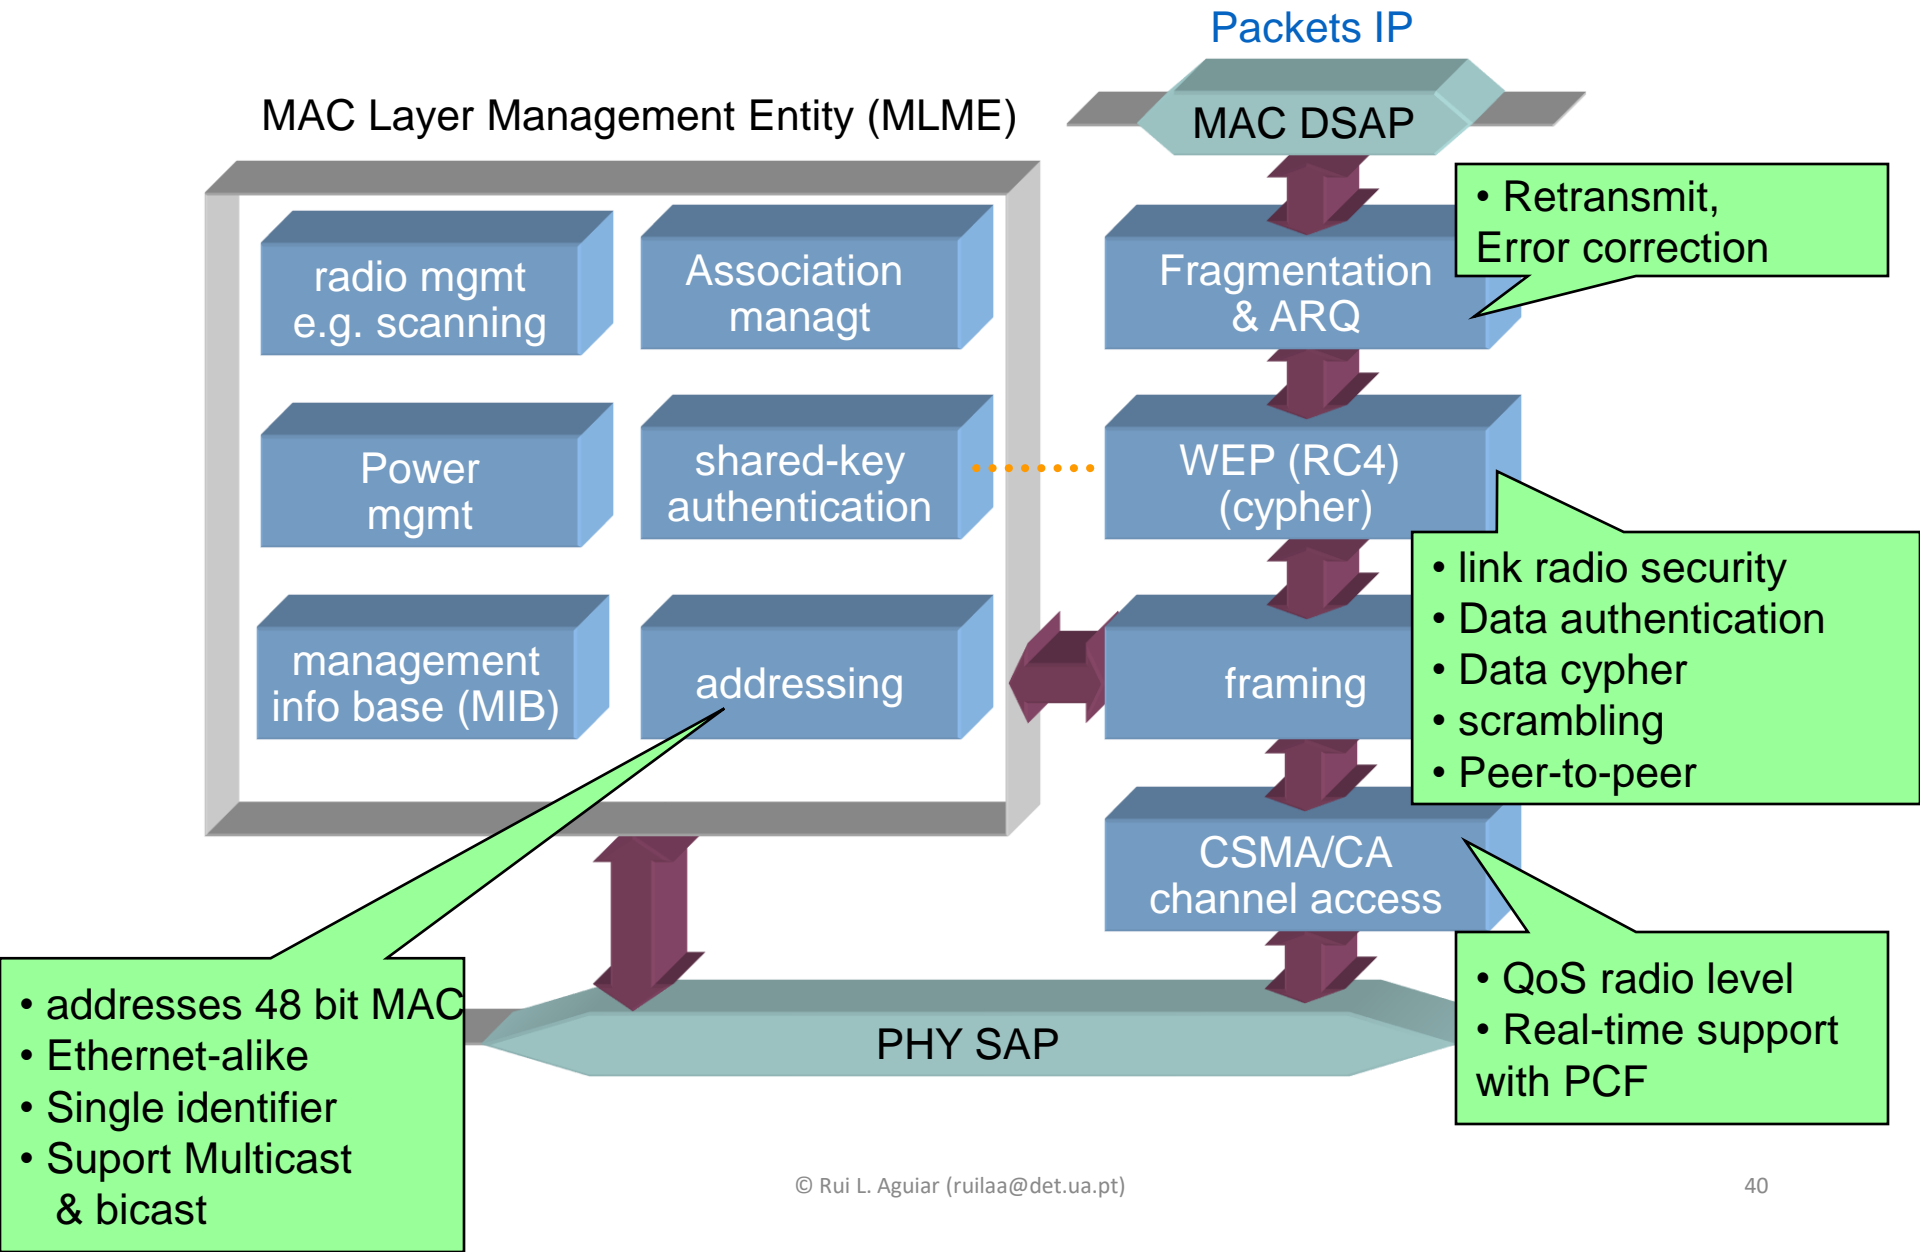 Packets IP
MAC Layer Management Entity (MLME)
MAC DSAP
radio mgmt
e.g. scanning
Association
managt
Fragmentation
& ARQ
• Retransmit,
Error correction
Power
mgmt
shared-key
authentication
WEP (RC4)
(cypher)
• link radio security
• Data authentication
• Data cypher
• scrambling
• Peer-to-peer
management
info base (MIB)
addressing
framing
CSMA/CA
channel access
• addresses 48 bit MAC
• Ethernet-alike
• Single identifier
• Suport Multicast
& bicast
PHY SAP
• QoS radio level
• Real-time support
with PCF
© Rui L. Aguiar (ruilaa@det.ua.pt)
40